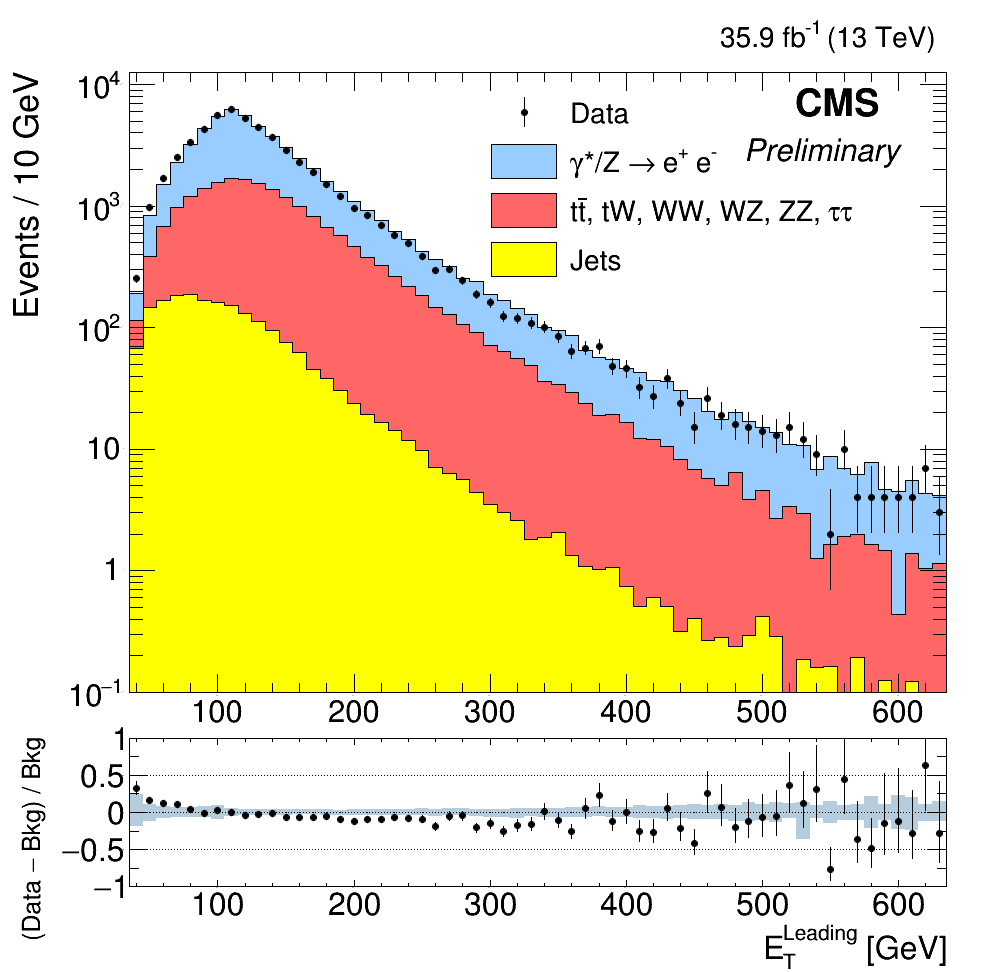 35.9 fb⁻¹ (13 TeV)
Events / 10 GeV
10⁴
10³
10²
10
1
10⁻¹
Data
γ*/Z → e⁺ e⁻
tt̄, tW, WW, WZ, ZZ, ττ
Jets
CMS
Preliminary
100 200 300 400 500 600
(Data − Bkg) / Bkg
1
0.5
0
−0.5
−1
100 200 300 400 500 600
E_T^Leading [GeV]